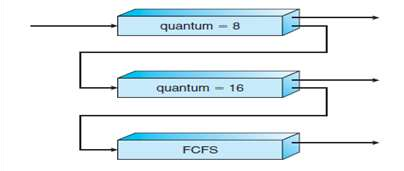 quantum = 8
quantum = 16
FCFS